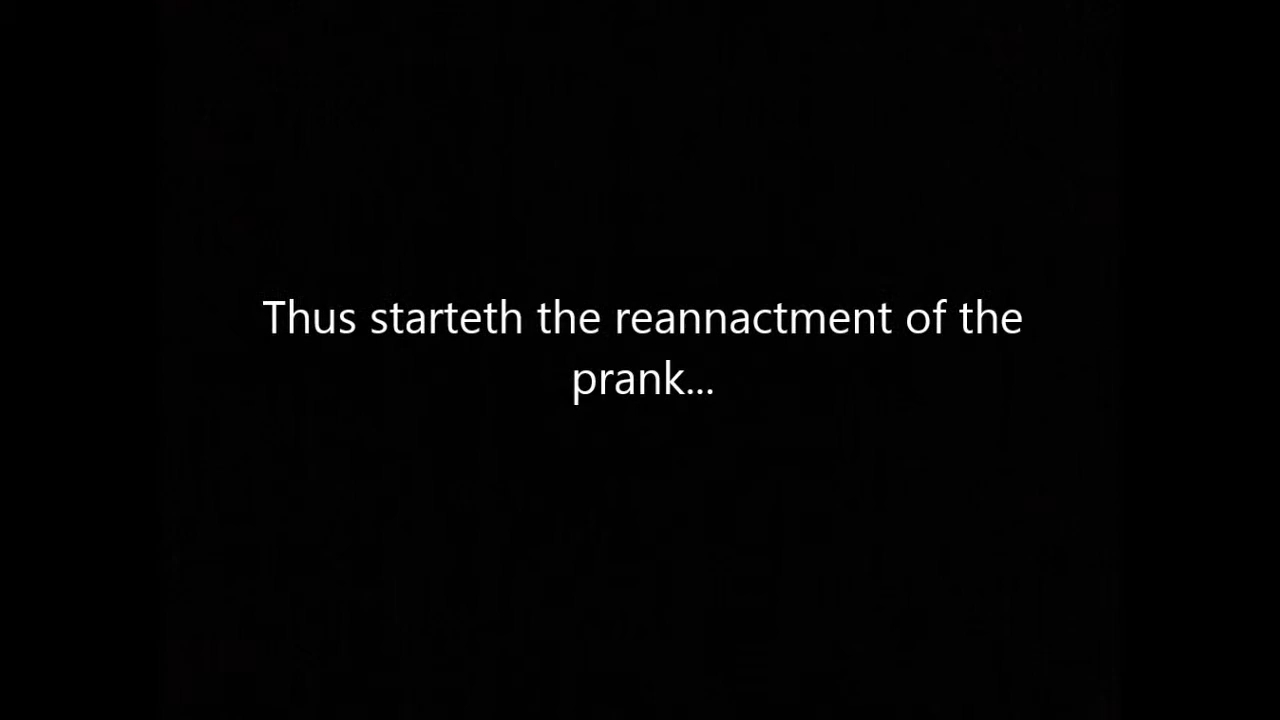 Thus starteth the reannactment of the
prank...